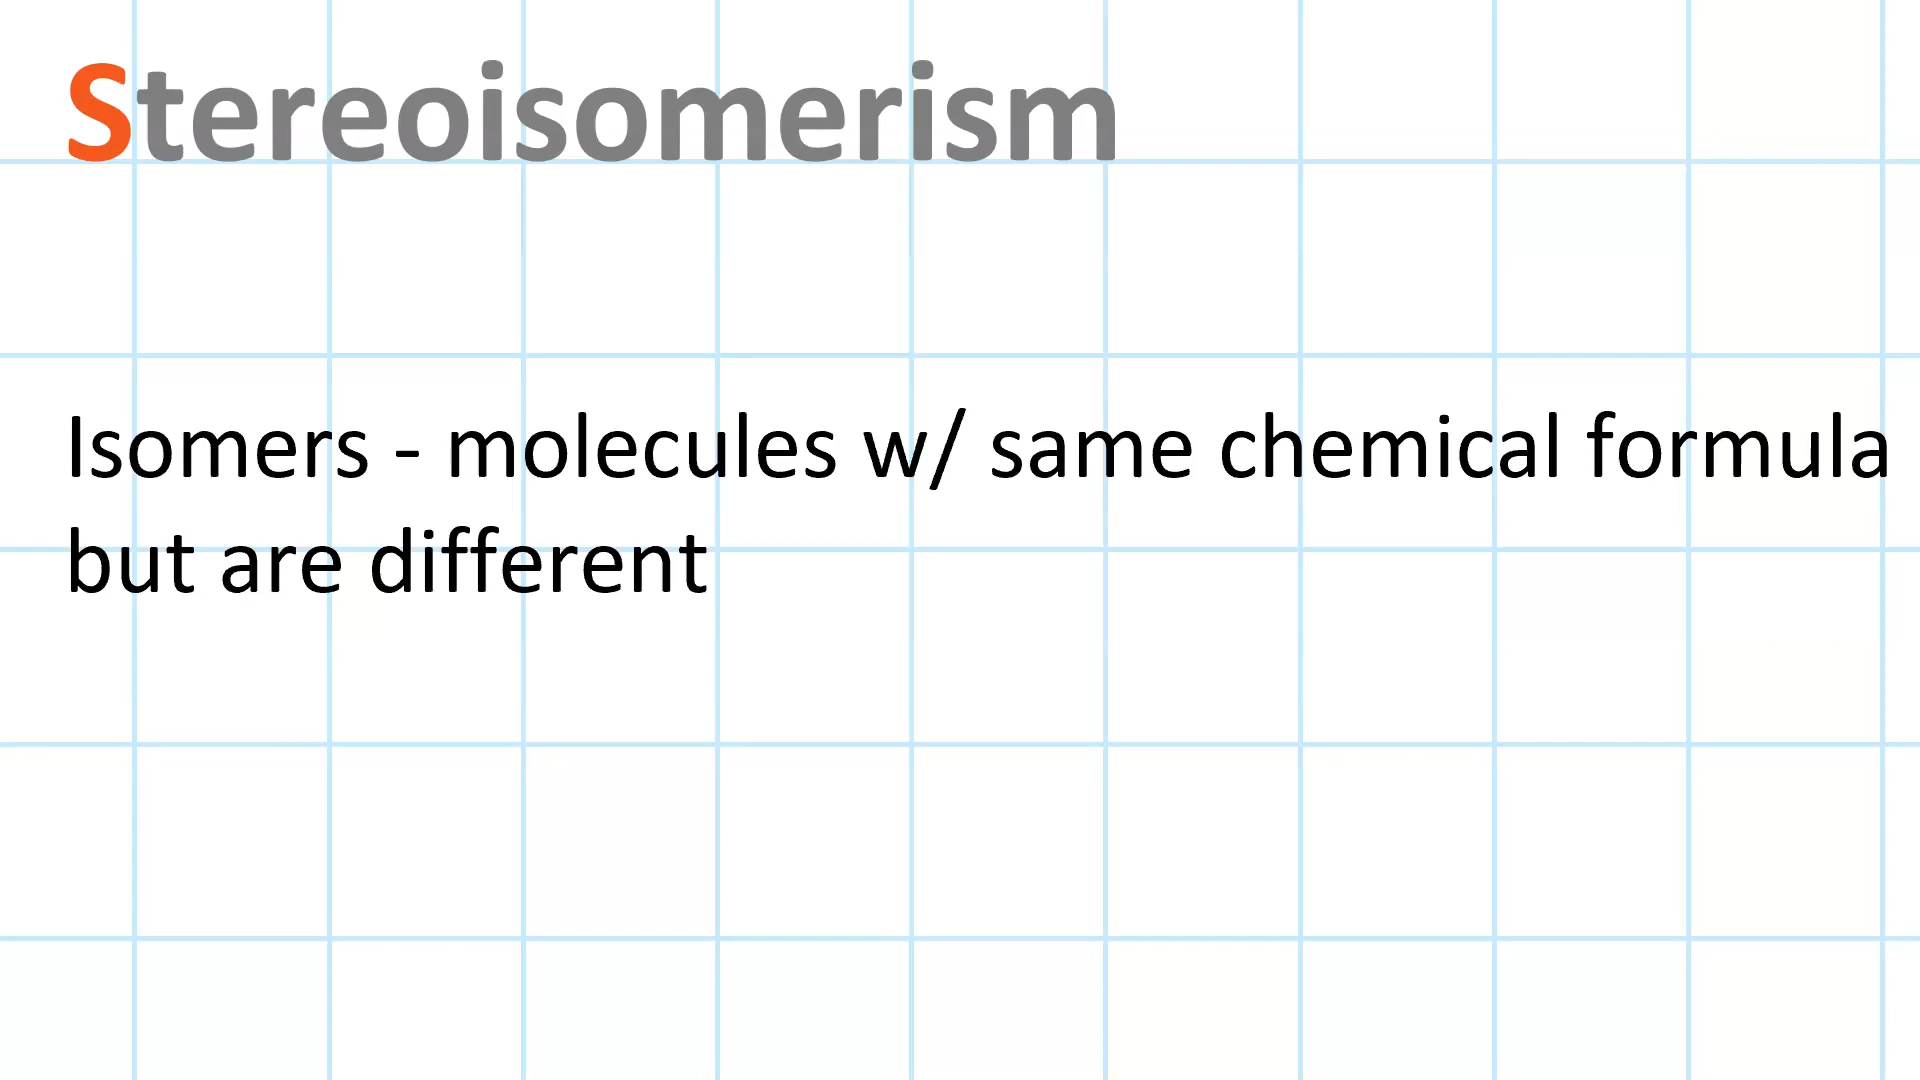 Stereoisomerism
Isomers - molecules w/ same chemical formula
but are different